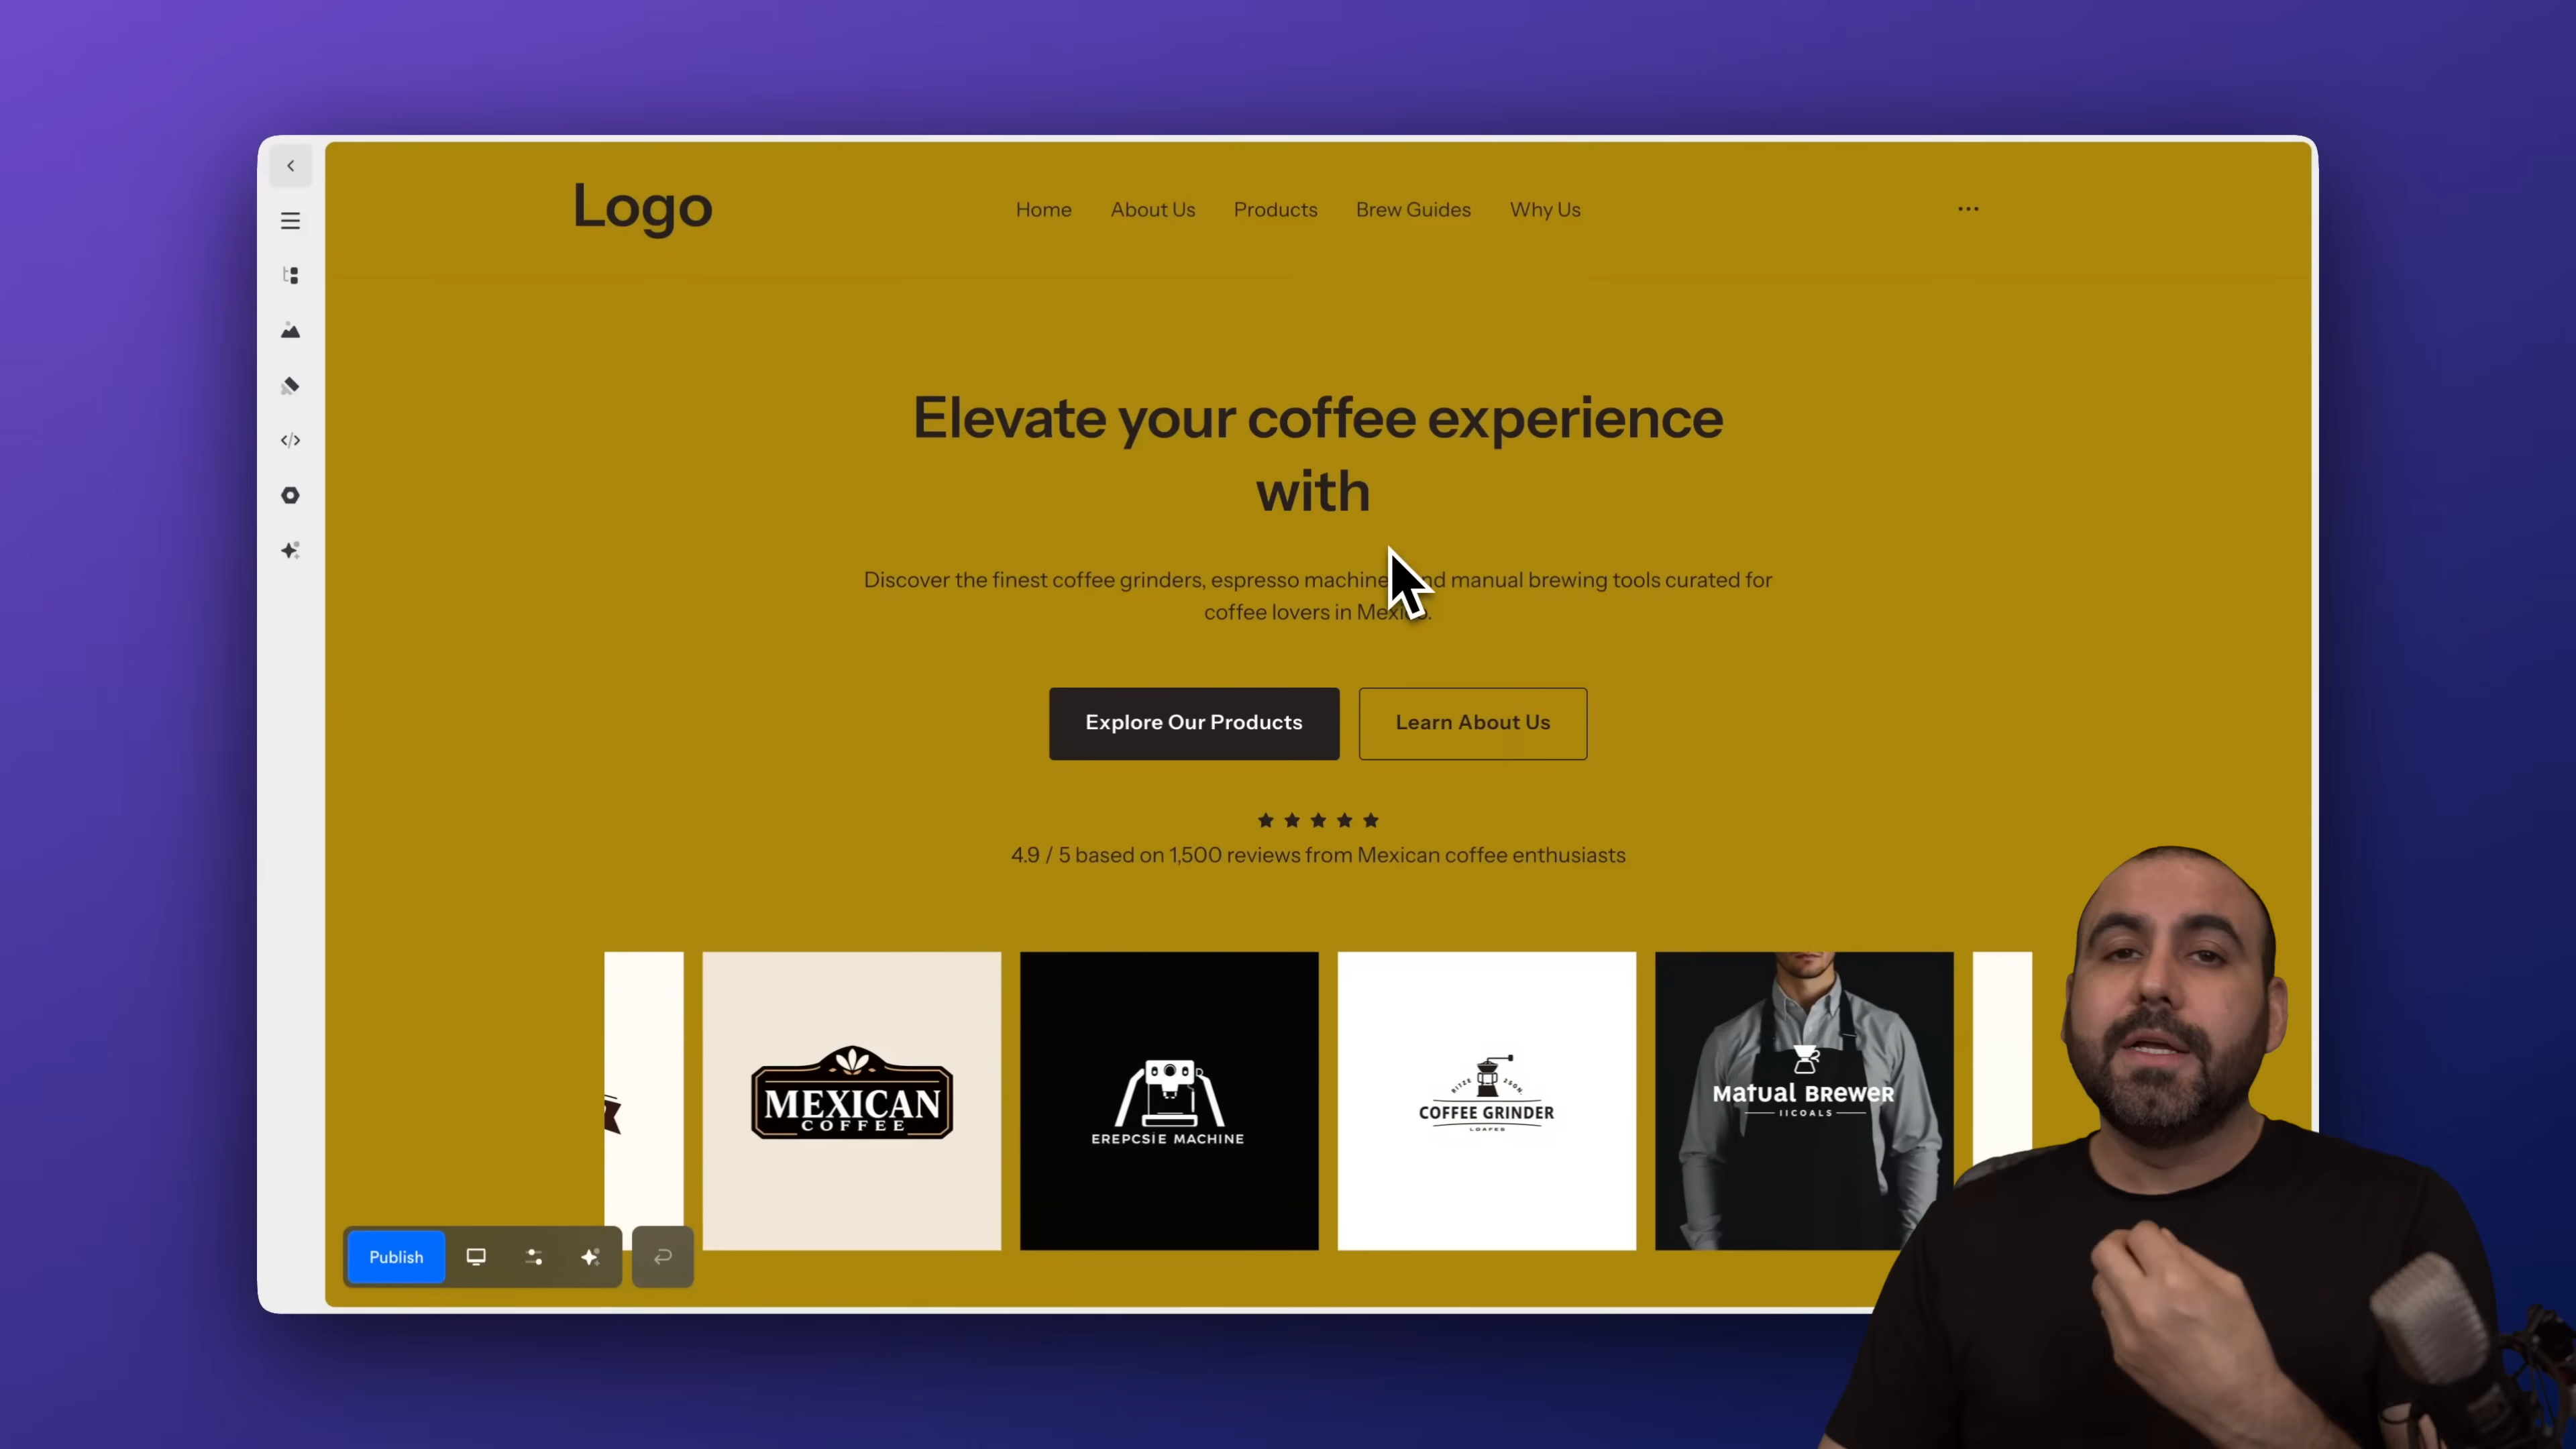 Logo
Home About Us Products Brew Guides Why Us
Elevate your coffee experience
with
Discover the finest coffee grinders, espresso machine nd manual brewing tools curated for
coffee lovers in Mexi
Explore Our Products
Learn About Us
4.9 / 5 based on 1,500 reviews from Mexican coffee enthusiasts
MEXICAN
COFFEE
EREPCSIE MACHINE
COFFEE GRINDER
LOAFES
Matual Brewer
IICOALS
Publish